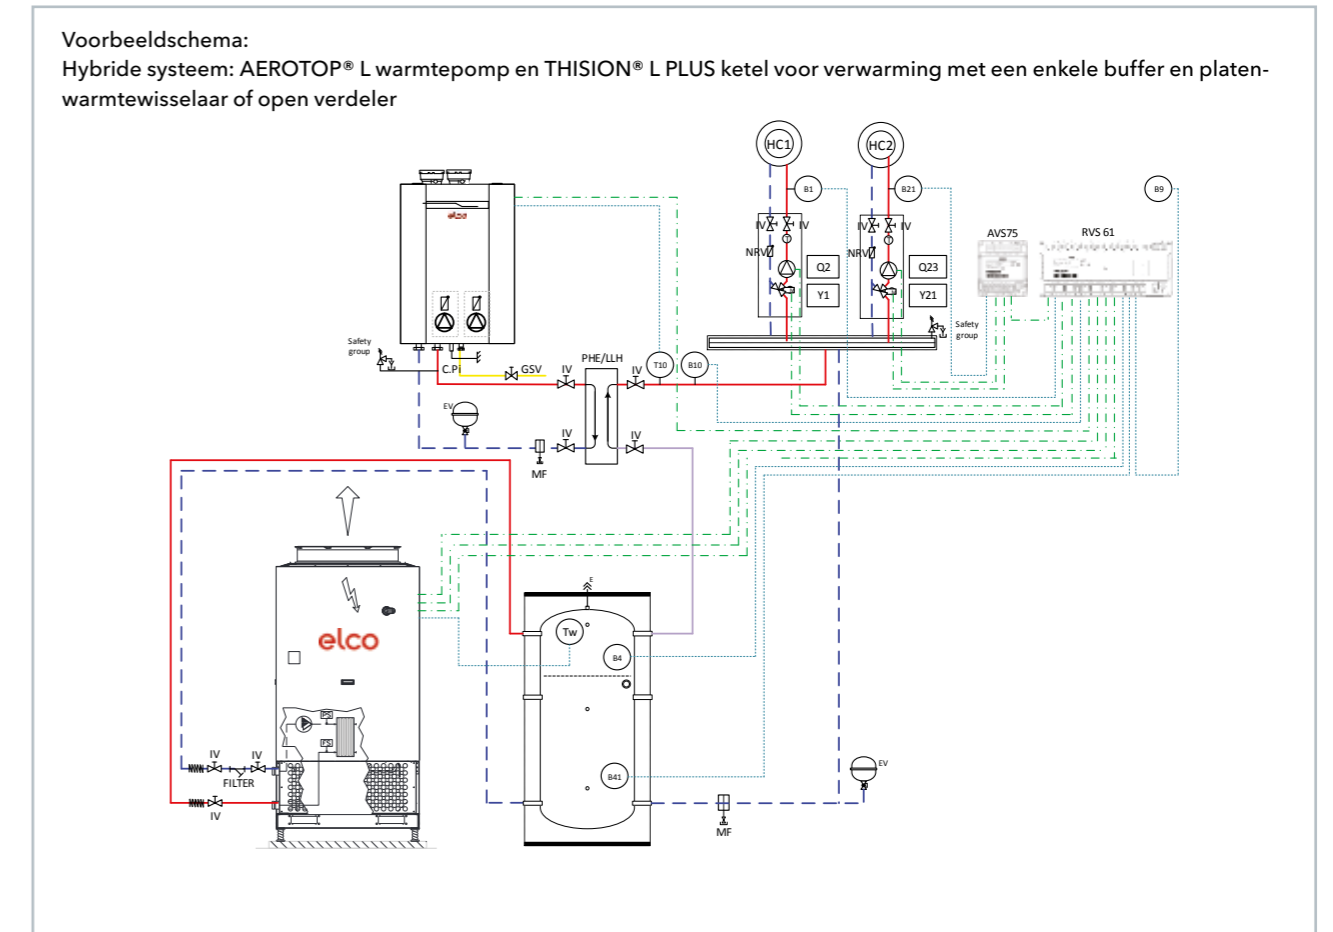 Voorbeeldschema:
Hybride systeem: AEROTOP® L warmtepomp en THISION® L PLUS ketel voor verwarming met een enkele buffer en platen-
warmtewisselaar of open verdeler
HC1
HC2
B1
B21
B9
IV
IV
IV
IV
AVS75
RVS 61
NRV
NRV
Q2
Q23
Y1
Y21
elco
Safety
group
Safety
group
C.Pi
GSV
IV
PHE/LLH
IV
T10
B10
EV
IV
IV
MF
E
elco
Tw
B4
PS
FS
IV
IV
FILTER
IV
B41
EV
MF